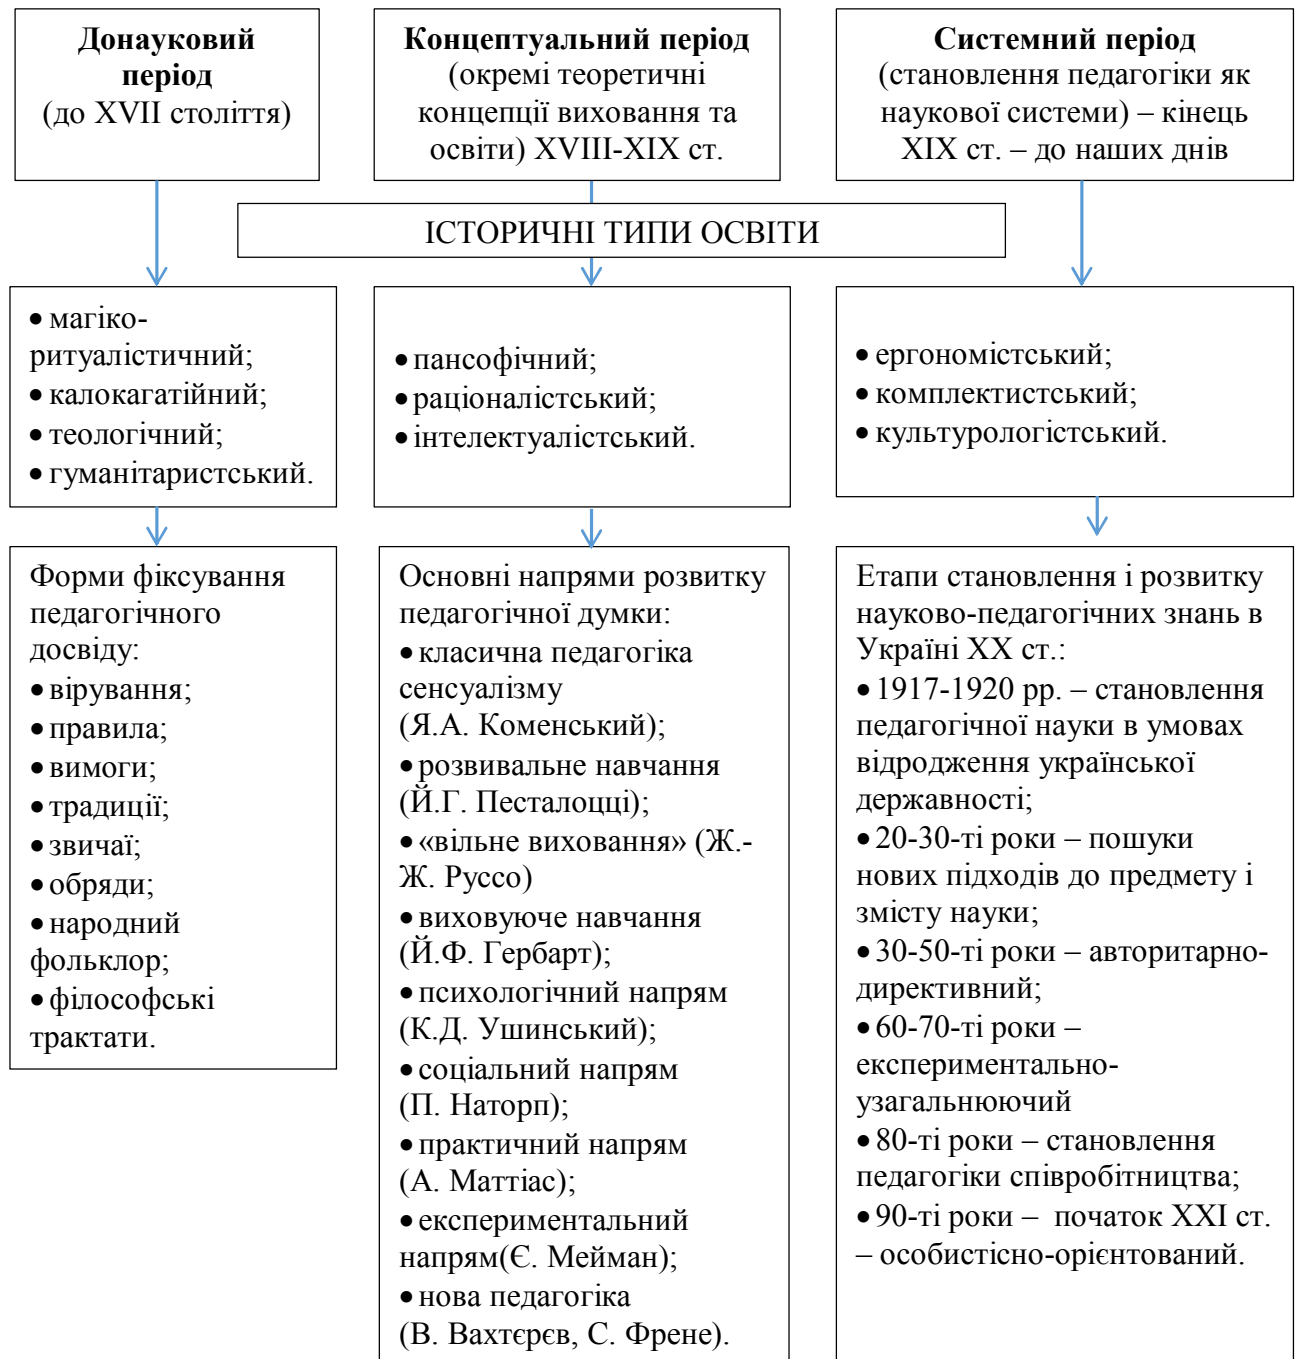 Донауковий
період
(до XVII століття)
Концептуальний період
(окремі теоретичні
концепції виховання та
освіти) XVIII-XIX ст.
Системний період
(становлення педагогіки як
наукової системи) – кінець
XIX ст. – до наших днів
ІСТОРИЧНІ ТИПИ ОСВІТИ
• магіко-
ритуалістичний;
• калокагатійний;
• теологічний;
• гуманітаристський.
• пансофічний;
• раціоналістський;
• інтелектуалістський.
• ергономістський;
• комплектистський;
• культурологістський.
Форми фіксування
педагогічного
досвіду:
• вірування;
• правила;
• вимоги;
• традиції;
• звичаї;
• обряди;
• народний
фольклор;
• філософські
трактати.
Основні напрями розвитку
педагогічної думки:
• класична педагогіка
сенсуалізму
(Я.А. Коменський);
• розвивальне навчання
(Й.Г. Песталоцці);
• «вільне виховання» (Ж.-
Ж. Руссо)
• виховуюче навчання
(Й.Ф. Гербарт);
• психологічний напрям
(К.Д. Ушинський);
• соціальний напрям
(П. Наторп);
• практичний напрям
(А. Маттіас);
• експериментальний
напрям(Є. Мейман);
• нова педагогіка
(В. Вахтєрєв, С. Френе).
Етапи становлення і розвитку
науково-педагогічних знань в
Україні XX ст.:
• 1917-1920 рр. – становлення
педагогічної науки в умовах
відродження української
державності;
• 20-30-ті роки – пошуки
нових підходів до предмету і
змісту науки;
• 30-50-ті роки – авторитарно-
директивний;
• 60-70-ті роки –
експериментально-
узагальнюючий
• 80-ті роки – становлення
педагогіки співробітництва;
• 90-ті роки – початок XXI ст.
– особистісно-орієнтований.